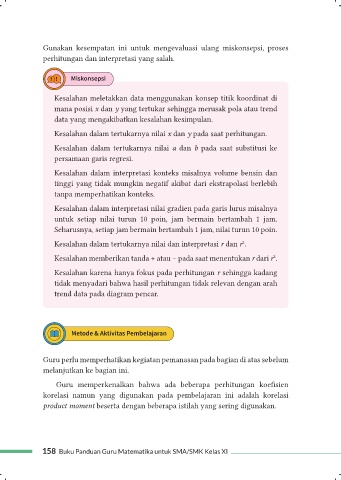 Gunakan kesempatan ini untuk mengevaluasi ulang miskonsepsi, proses
perhitungan dan interpretasi yang salah.
Miskonsepsi
Kesalahan meletakkan data menggunakan konsep titik koordinat di
mana posisi x dan y yang tertukar sehingga merusak pola atau trend
data yang mengakibatkan kesalahan kesimpulan.
Kesalahan dalam tertukarnya nilai x dan y pada saat perhitungan.
Kesalahan dalam tertukarnya nilai a dan b pada saat substitusi ke
persamaan garis regresi.
Kesalahan dalam interpretasi konteks misalnya volume bensin dan
tinggi yang tidak mungkin negatif akibat dari ekstrapolasi berlebih
tanpa memperhatikan konteks.
Kesalahan dalam interpretasi nilai gradien pada garis lurus misalnya
untuk setiap nilai turun 10 poin, jam bermain bertambah 1 jam.
Seharusnya, setiap jam bermain bertambah 1 jam, nilai turun 10 poin.
Kesalahan dalam tertukarnya nilai dan interpretasi r dan r².
Kesalahan memberikan tanda + atau – pada saat menentukan r dari r².
Kesalahan karena hanya fokus pada perhitungan r sehingga kadang
tidak menyadari bahwa hasil perhitungan tidak relevan dengan arah
trend data pada diagram pencar.
Metode & Aktivitas Pembelajaran
Guru perlu memperhatikan kegiatan pemanasan pada bagian di atas sebelum
melanjutkan ke bagian ini.
Guru memperkenalkan bahwa ada beberapa perhitungan koefisien
korelasi namun yang digunakan pada pembelajaran ini adalah korelasi
product moment beserta dengan beberapa istilah yang sering digunakan.
158 Buku Panduan Guru Matematika untuk SMA/SMK Kelas XI